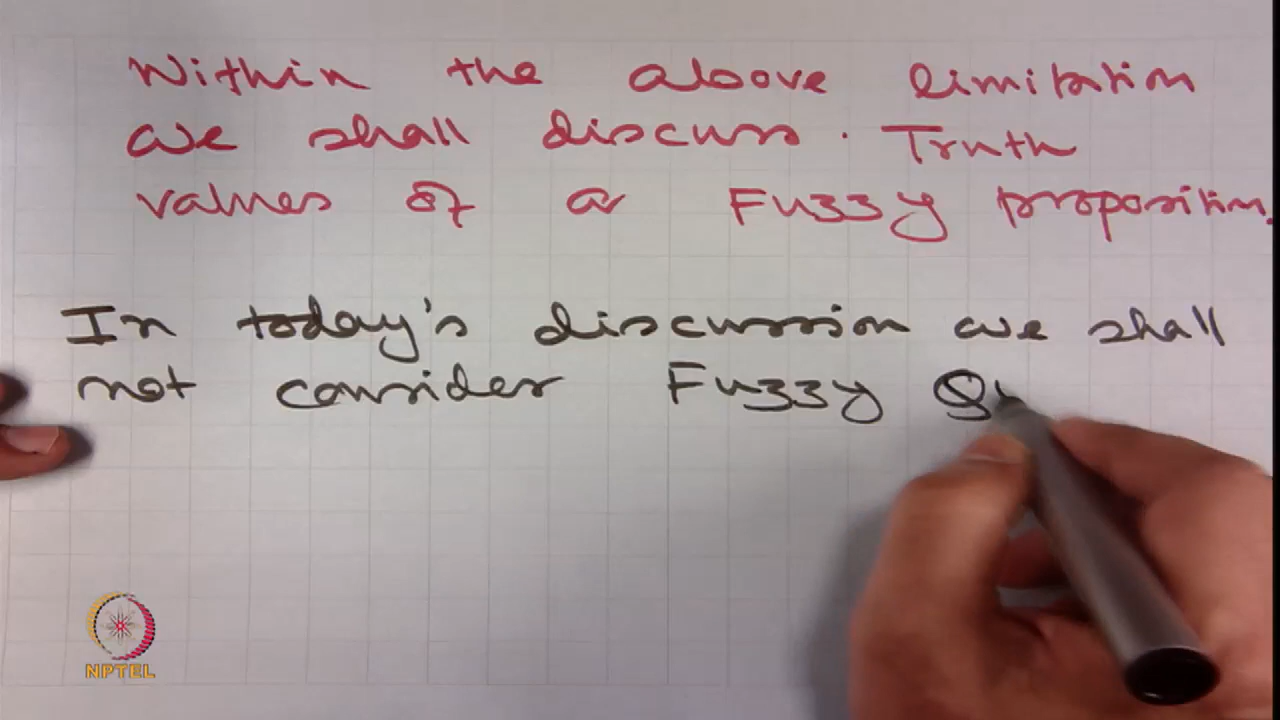 Within the above limitation
we shall discuss. Truth
values of a Fuzzy proposition.
In today's discussion we shall
not consider Fuzzy
NPTEL